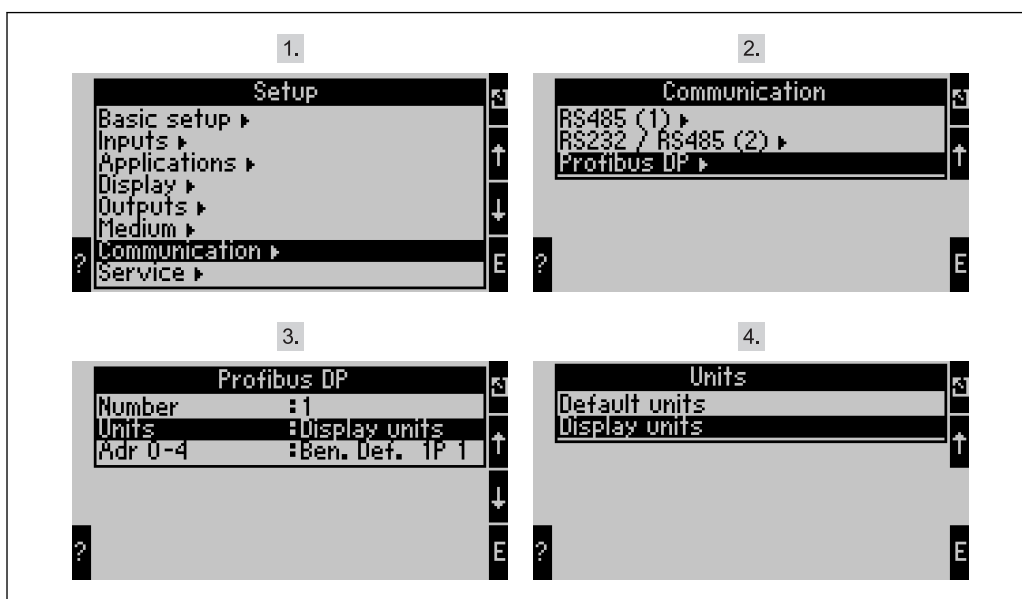 1.
Setup
Basic setup ▸
Inputs ▸
Applications ▸
Display ▸
Outputs ▸
Medium ▸
Communication ▸
Service ▸
?
↑
↓
E
2.
Communication
RS485 (1) ▸
RS232 / RS485 (2) ▸
Profibus DP ▸
?
↑
E
3.
Profibus DP
Number :1
Units :Display units
Adr 0-4 :Ben. Def. 1P 1
?
↑
↓
E
4.
Units
Default units
Display units
?
↑
E